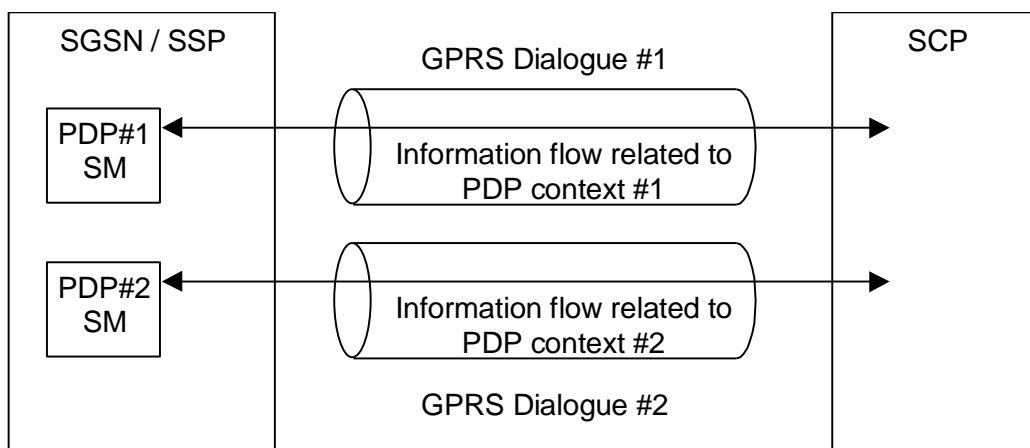 SGSN / SSP
SCP
GPRS Dialogue #1
PDP#1
SM
Information flow related to
PDP context #1
PDP#2
SM
Information flow related to
PDP context #2
GPRS Dialogue #2